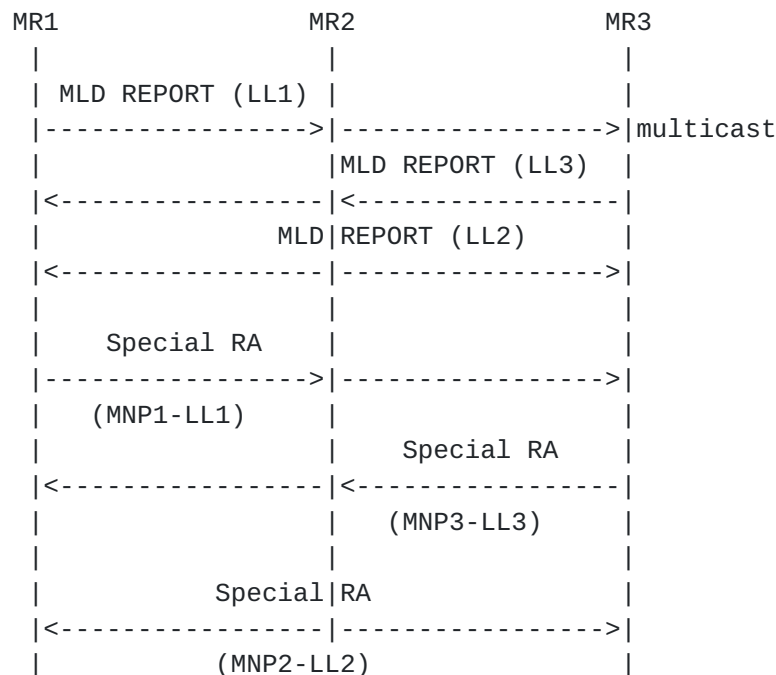 MR1 MR2 MR3
| | |
| MLD REPORT (LL1) | |
|----------------->|----------------->|multicast
| |MLD REPORT (LL3) |
|<-----------------|<-----------------|
| MLD|REPORT (LL2) |
|<-----------------|----------------->|
| | |
| Special RA | |
|----------------->|----------------->|
| (MNP1-LL1) | |
| | Special RA |
|<-----------------|<-----------------|
| | (MNP3-LL3) |
| | |
| Special|RA |
|<-----------------|----------------->|
| (MNP2-LL2) |